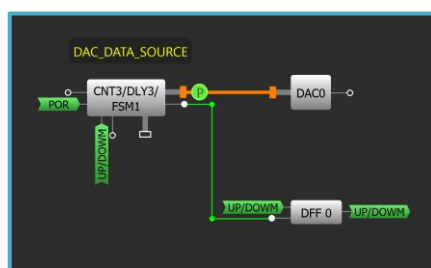 DAC_DATA_SOURCE
CNT3/DLY3/
FSM1
P
DAC0
POR
UP/DOWM
UP/DOWM
DFF 0
UP/DOWM